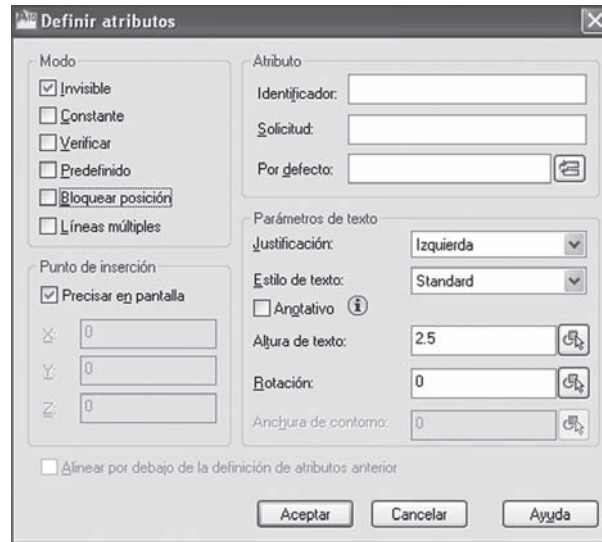 Definir atributos
Modo
Invisible
Constante
Verificar
Predefinido
Bloquear posición
Líneas múltiples
Punto de inserción
Precisar en pantalla
X: 0
Y: 0
Z: 0
Atributo
Identificador:
Solicitud:
Por defecto:
Parámetros de texto
Justificación: Izquierda
Estilo de texto: Standard
Anotativo
Altura de texto: 2.5
Rotación: 0
Anchura de contorno: 0
Alinear por debajo de la definición de atributos anterior
Aceptar Cancelar Ayuda